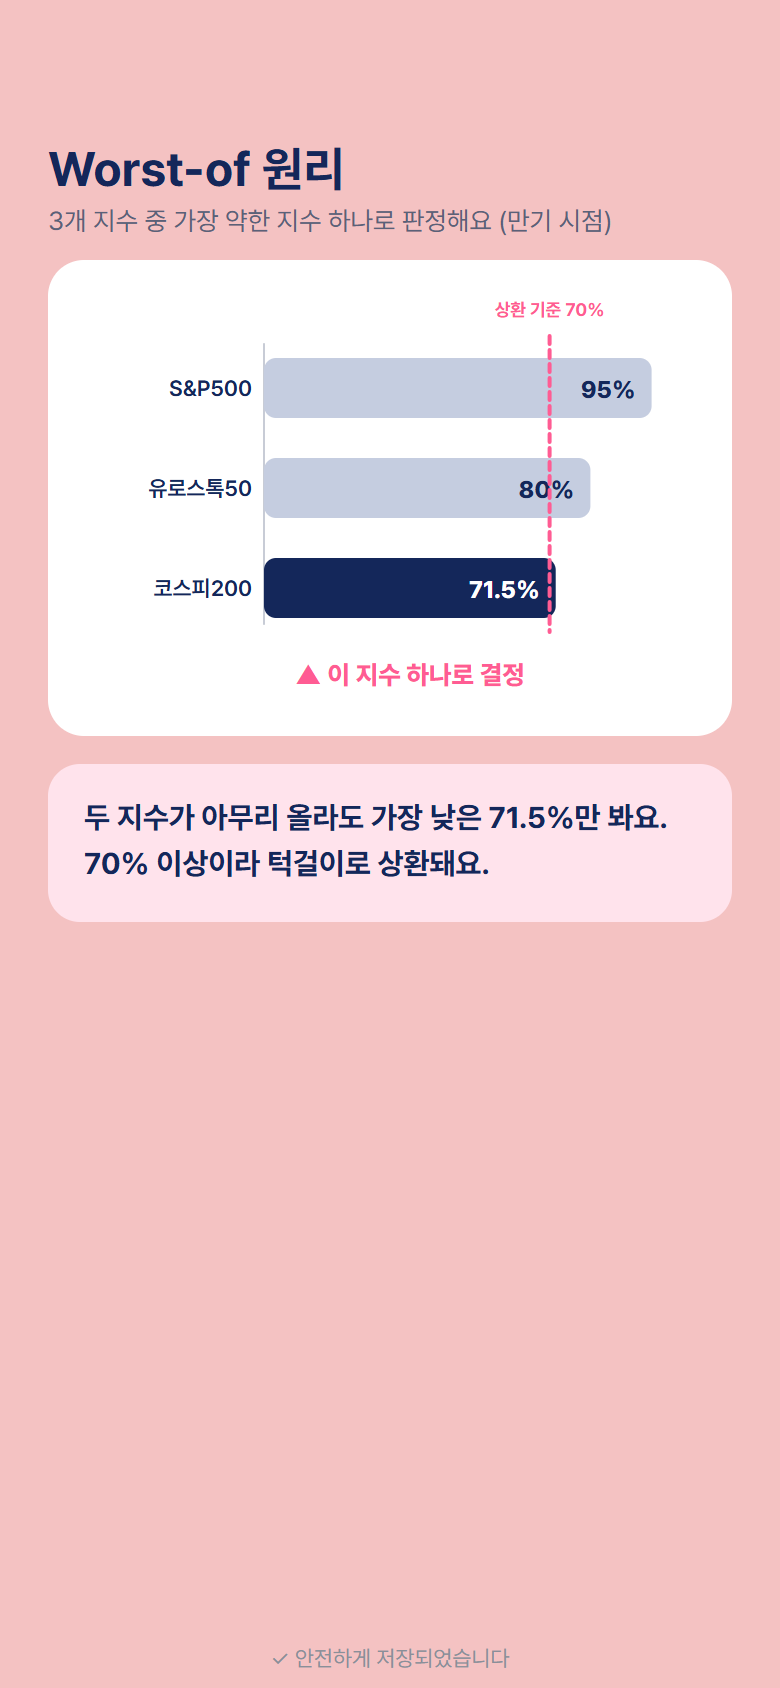 Worst-of 원리
3개 지수 중 가장 약한 지수 하나로 판정해요 (만기 시점)
상환 기준 70%
S&P500 95%
유로스톡50 80%
코스피200 71.5%
▲ 이 지수 하나로 결정
두 지수가 아무리 올라도 가장 낮은 71.5%만 봐요.
70% 이상이라 턱걸이로 상환돼요.
✓ 안전하게 저장되었습니다